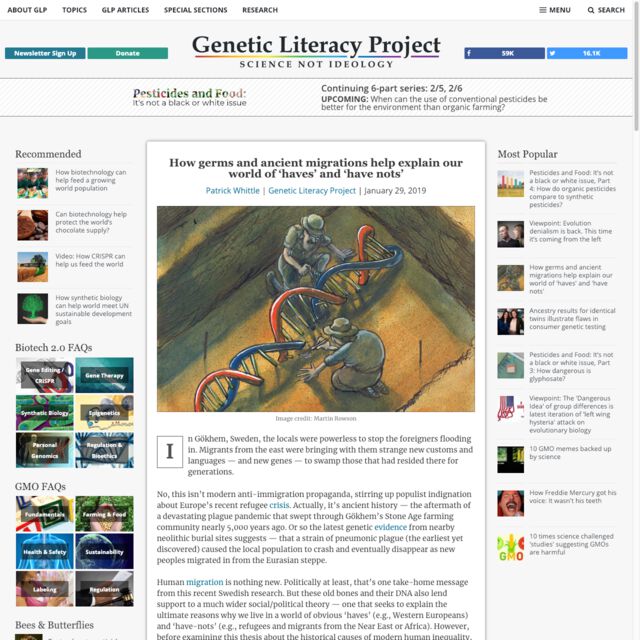 ABOUT GLP
TOPICS
GLP ARTICLES
SPECIAL SECTIONS
RESEARCH
MENU
SEARCH
Newsletter Sign Up
Donate
Genetic Literacy Project
SCIENCE NOT IDEOLOGY
59K
16.1K
Pesticides and Food:
It's not a black or white issue
Continuing 6-part series: 2/5, 2/6
UPCOMING: When can the use of conventional pesticides be
better for the environment than organic farming?
Recommended
How biotechnology can
help feed a growing
world population
Can biotechnology help
protect the world's
chocolate supply?
Video: How CRISPR can
help us feed the world
How synthetic biology
can help world meet UN
sustainable development
goals
Biotech 2.0 FAQs
Gene Editing /
CRISPR
Gene Therapy
Synthetic Biology
Epigenetics
Personal
Genomics
Regulation &
Bioethics
GMO FAQs
Fundamentals
Farming & Food
Health & Safety
Sustainability
Labeling
Regulation
Bees & Butterflies
How germs and ancient migrations help explain our
world of 'haves' and 'have nots'
Patrick Whittle | Genetic Literacy Project | January 29, 2019
Image credit: Martin Rowson
In Gökhem, Sweden, the locals were powerless to stop the foreigners flooding
in. Migrants from the east were bringing with them strange new customs and
languages — and new genes — to swamp those that had resided there for
generations.
No, this isn't modern anti-immigration propaganda, stirring up populist indignation
about Europe's recent refugee crisis. Actually, it's ancient history — the aftermath of
a devastating plague pandemic that swept through Gökhem's Stone Age farming
community nearly 5,000 years ago. Or so the latest genetic evidence from nearby
neolithic burial sites suggests — that a strain of pneumonic plague (the earliest yet
discovered) caused the local population to crash and eventually disappear as new
peoples migrated in from the Eurasian steppe.
Human migration is nothing new. Politically at least, that's one take-home message
from this recent Swedish research. But these old bones and their DNA also lend
support to a much wider social/political theory — one that seeks to explain the
ultimate reasons why we live in a world of obvious 'haves' (e.g., Western Europeans)
and 'have-nots' (e.g., refugees and migrants from the Near East or Africa). However,
before examining this thesis about the historical causes of modern human inequality,
Most Popular
Pesticides and Food: It's not
a black or white issue, Part
4: How do organic pesticides
compare to synthetic
pesticides?
Viewpoint: Evolution
denialism is back. This time
it's coming from the left
How germs and ancient
migrations help explain our
world of 'haves' and 'have
nots'
Ancestry results for identical
twins illustrate flaws in
consumer genetic testing
Pesticides and Food: It's not
a black or white issue, Part
3: How dangerous is
glyphosate?
Viewpoint: The 'Dangerous
Idea' of group differences is
latest iteration of 'left wing
hysteria' attack on
evolutionary biology
10 GMO memes backed up
by science
How Freddie Mercury got his
voice: It wasn't his teeth
10 times science challenged
'studies' suggesting GMOs
are harmful